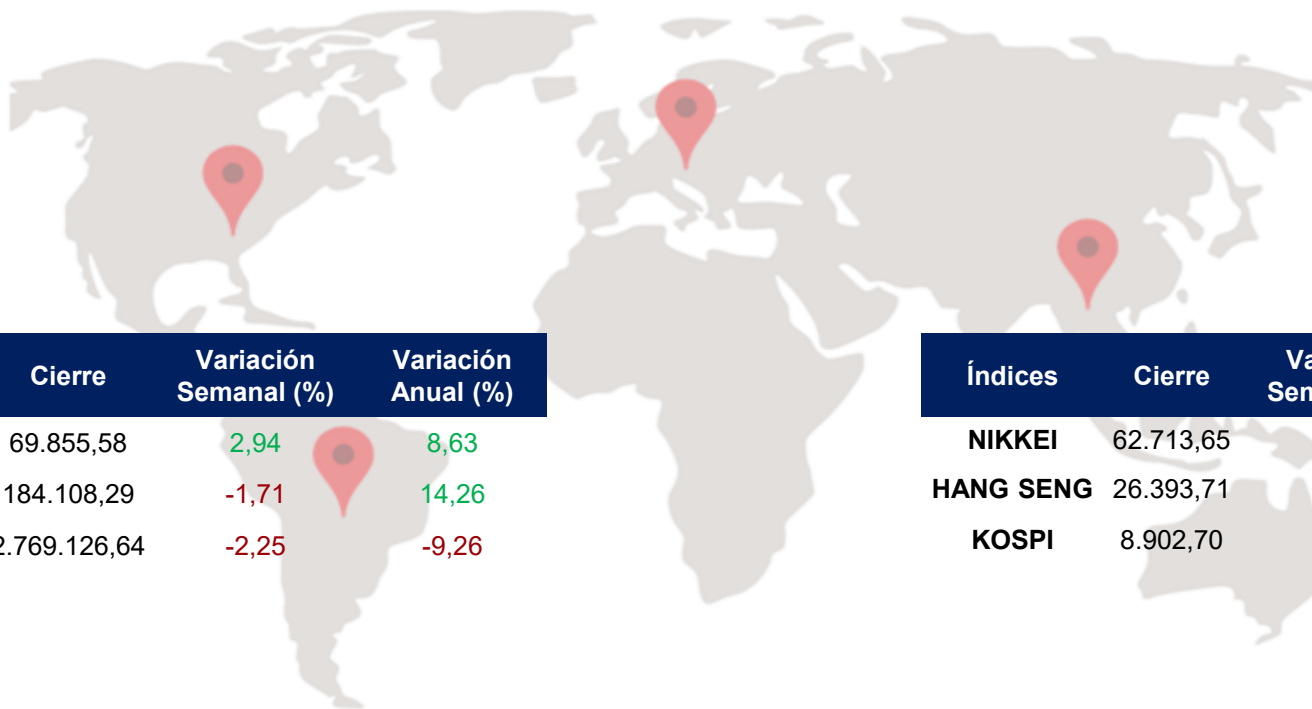 Cierre Variación Semanal (%) Variación Anual (%)
69.855,58 2,94 8,63
184.108,29 -1,71 14,26
2.769.126,64 -2,25 -9,26
Índices Cierre
NIKKEI 62.713,65
HANG SENG 26.393,71
KOSPI 8.902,70